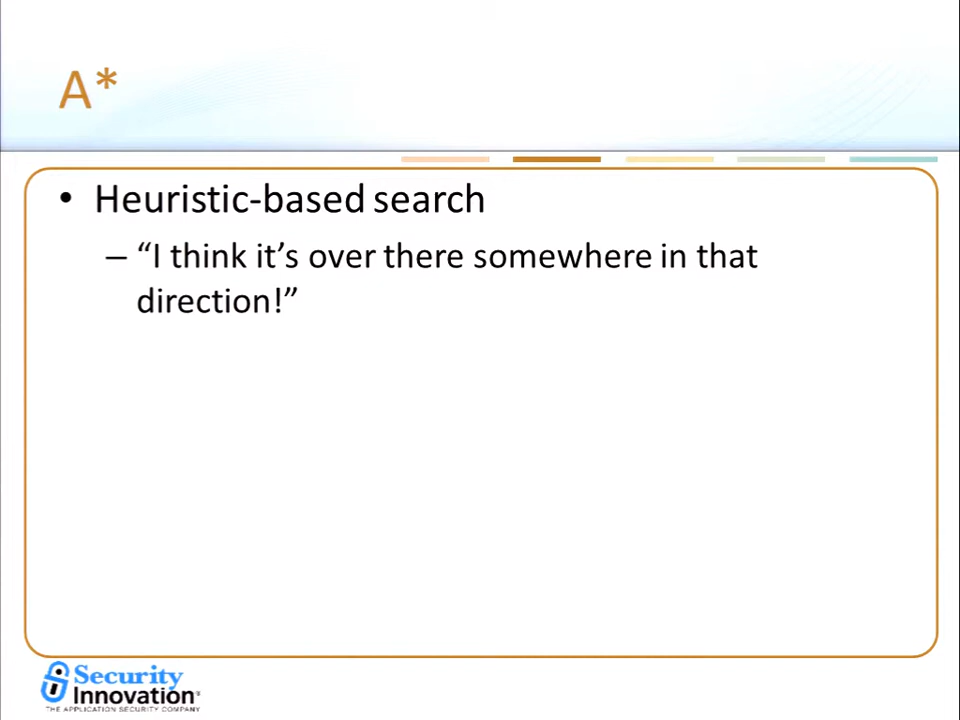 A*
• Heuristic-based search
– “I think it’s over there somewhere in that
direction!”
Security
Innovation®
THE APPLICATION SECURITY COMPANY